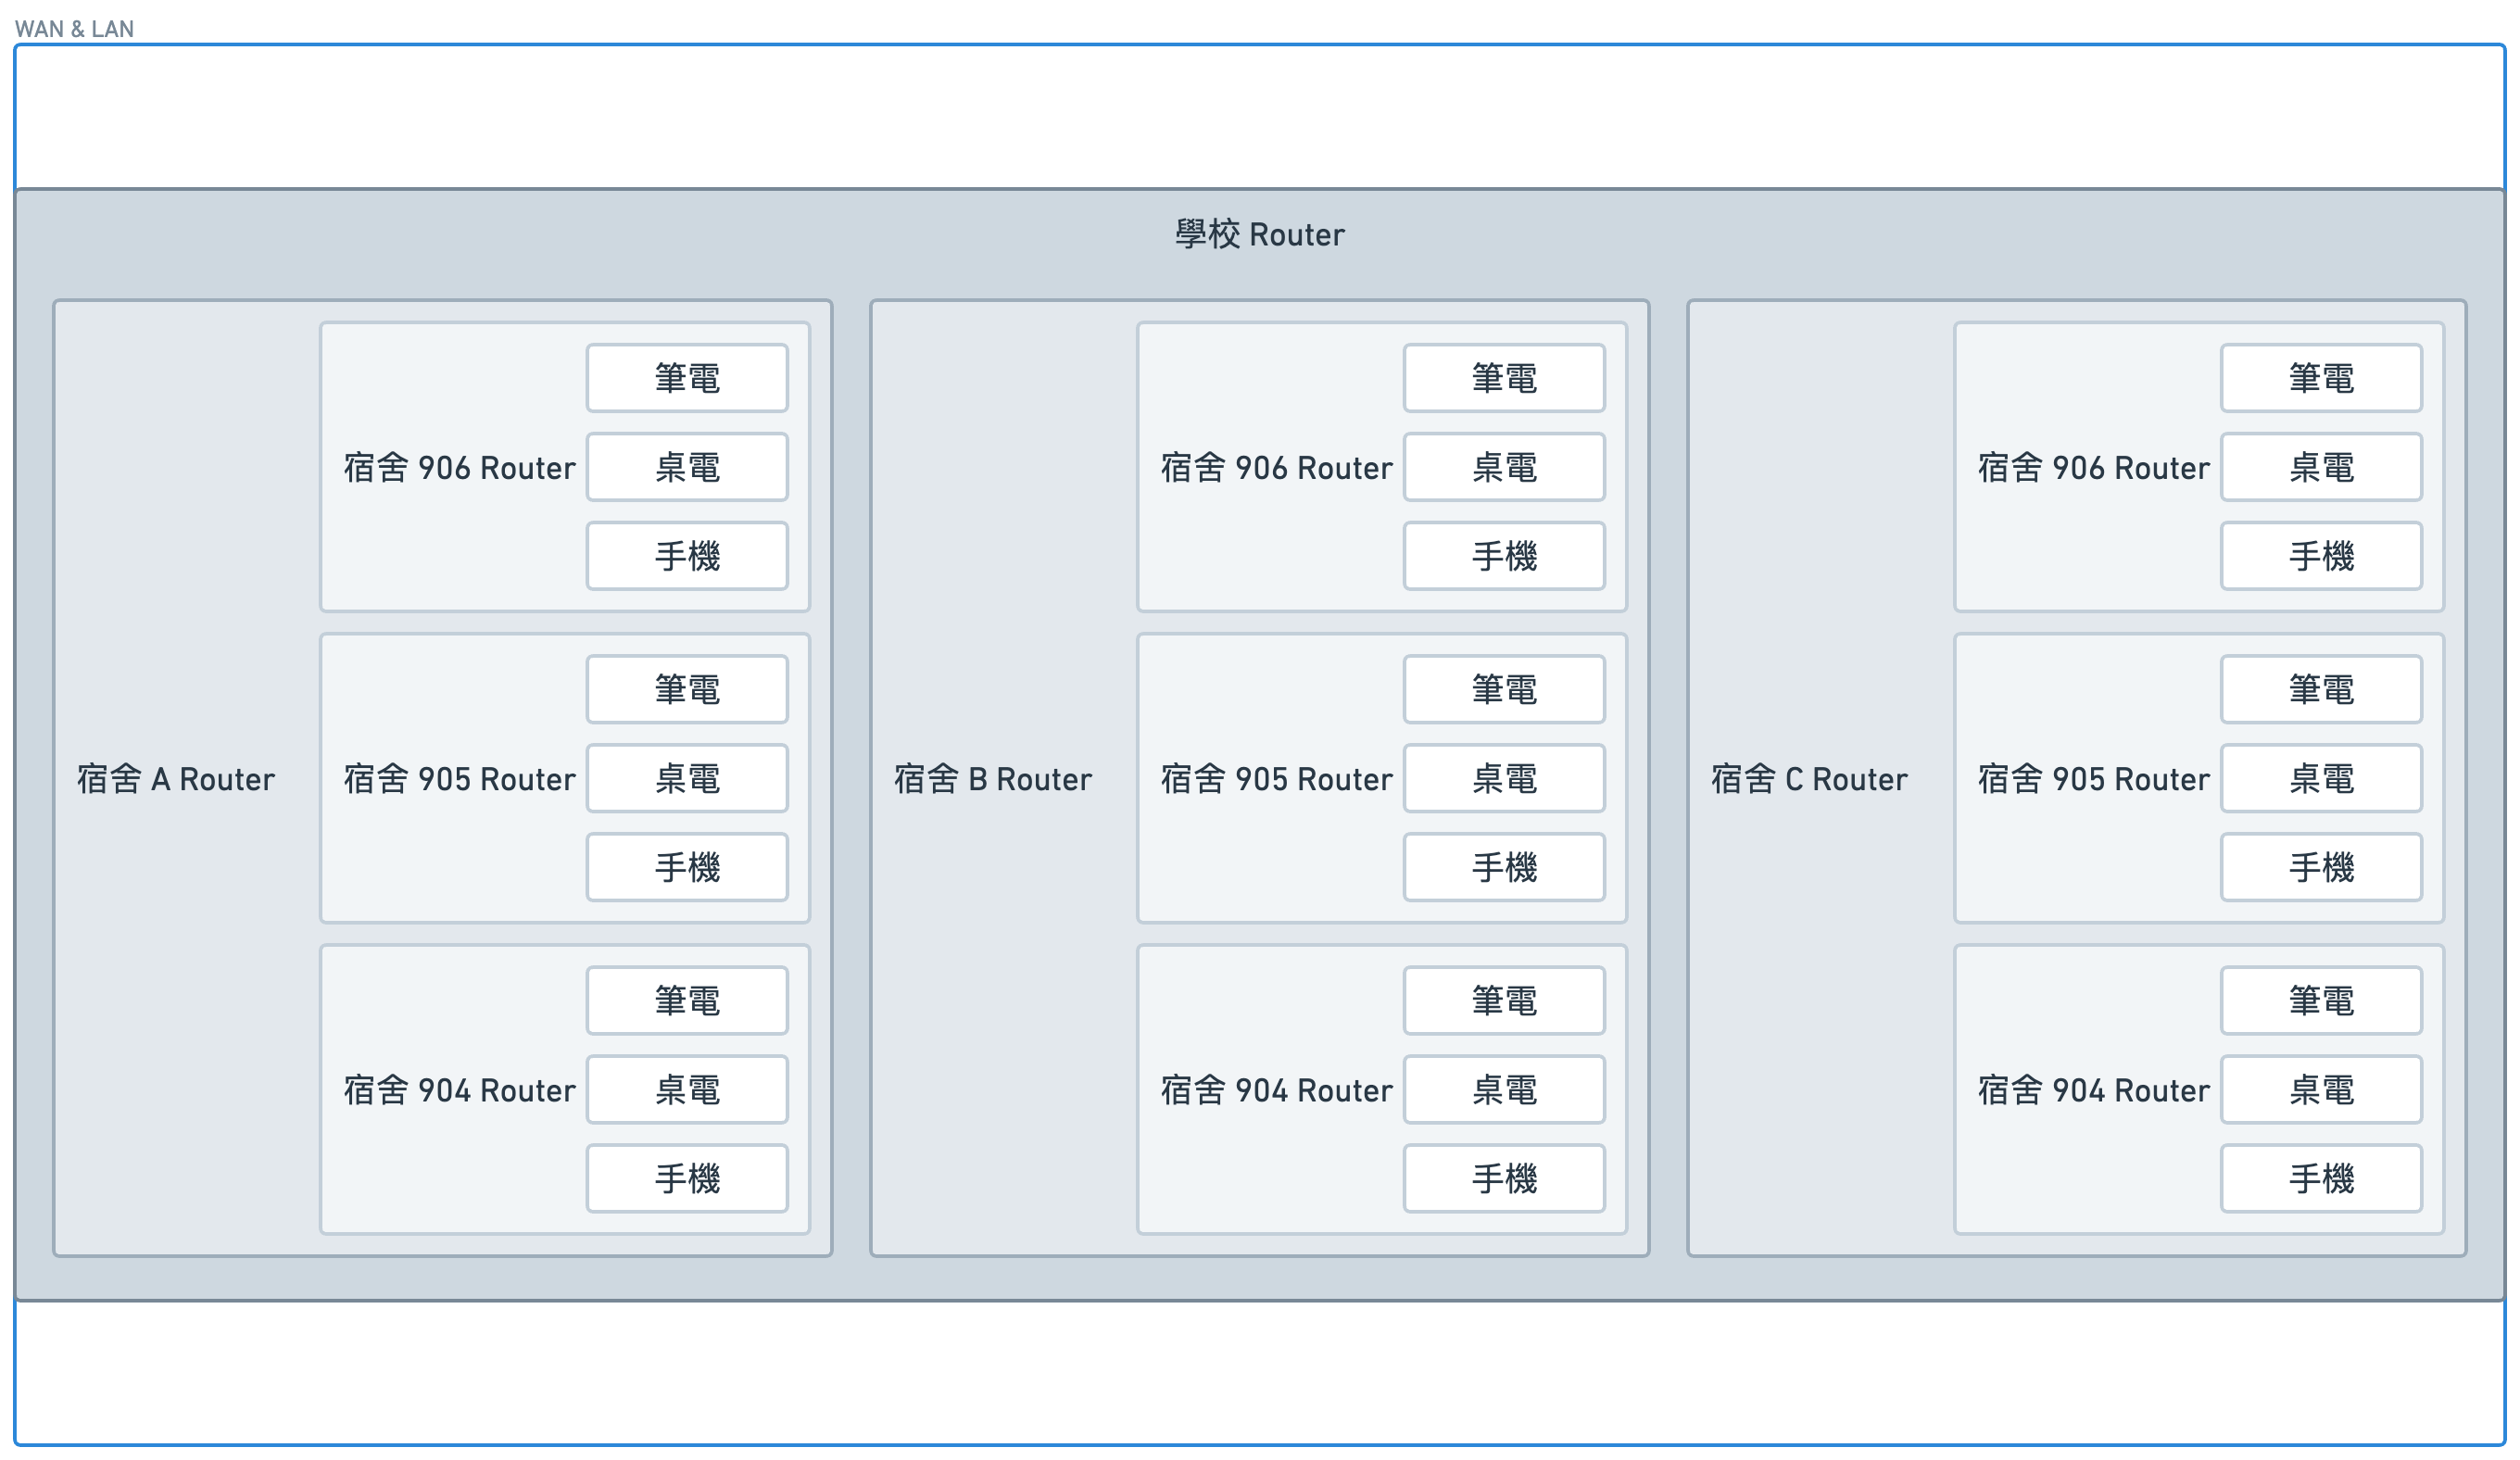 WAN & LAN
學校 Router
宿舍 A Router
宿舍 906 Router
筆電
桌電
手機
宿舍 905 Router
筆電
桌電
手機
宿舍 904 Router
筆電
桌電
手機
宿舍 B Router
宿舍 906 Router
筆電
桌電
手機
宿舍 905 Router
筆電
桌電
手機
宿舍 904 Router
筆電
桌電
手機
宿舍 C Router
宿舍 906 Router
筆電
桌電
手機
宿舍 905 Router
筆電
桌電
手機
宿舍 904 Router
筆電
桌電
手機